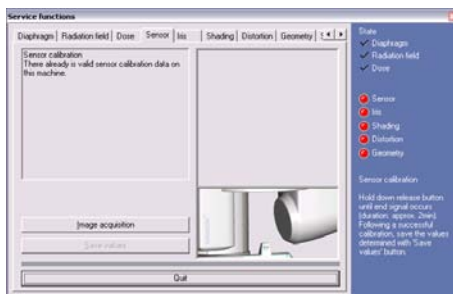 Service functions
Diaphragm
Radiation field
Dose
Sensor
Iris
Shading
Distortion
Geometry
Sensor calibration
There already is valid sensor calibration data on
this machine.
Image acquisition
Save values
Quit
State
Diaphragm
Radiation field
Dose
Sensor
Iris
Shading
Distortion
Geometry
Sensor calibration
Hold down release button
until end signal occurs
(duration: approx. 2min).
Following a successful
calibration, save the values
determined with 'Save
values' button.